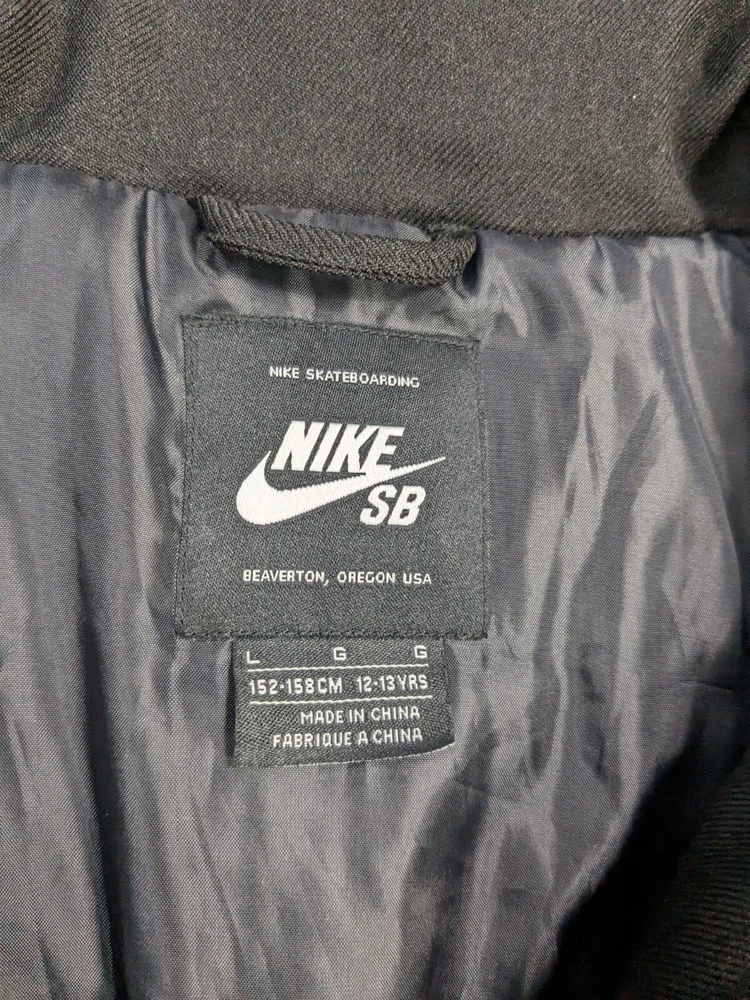 NIKE SKATEBOARDING
NIKE
SB
BEAVERTON, OREGON USA
L G G
152-158CM 12-13YRS
MADE IN CHINA
FABRIQUE A CHINA